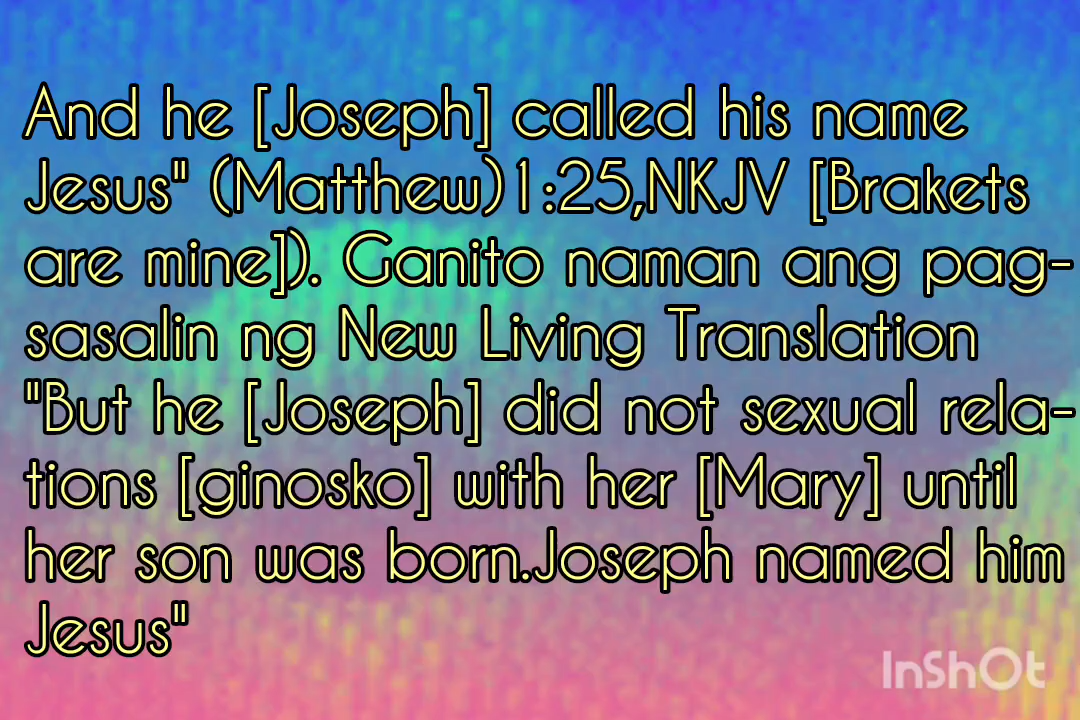 And he [Joseph] called his name
Jesus" (Matthew)1:25,NKJV [Brakets
are mine]). Ganito naman ang pag-
sasalin ng New Living Translation
"But he [Joseph] did not sexual rela-
tions [ginosko] with her [Mary] until
her son was born.Joseph named him
Jesus"
InShOt